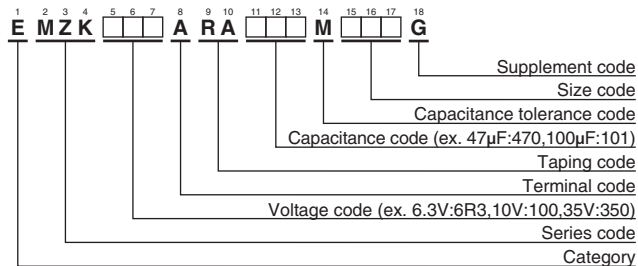 1 2 3 4 5 6 7 8 9 10 11 12 13 14 15 16 17 18
E M Z K A R A M G
Supplement code
Size code
Capacitance tolerance code
Capacitance code (ex. 47µF:470,100µF:101)
Taping code
Terminal code
Voltage code (ex. 6.3V:6R3,10V:100,35V:350)
Series code
Category